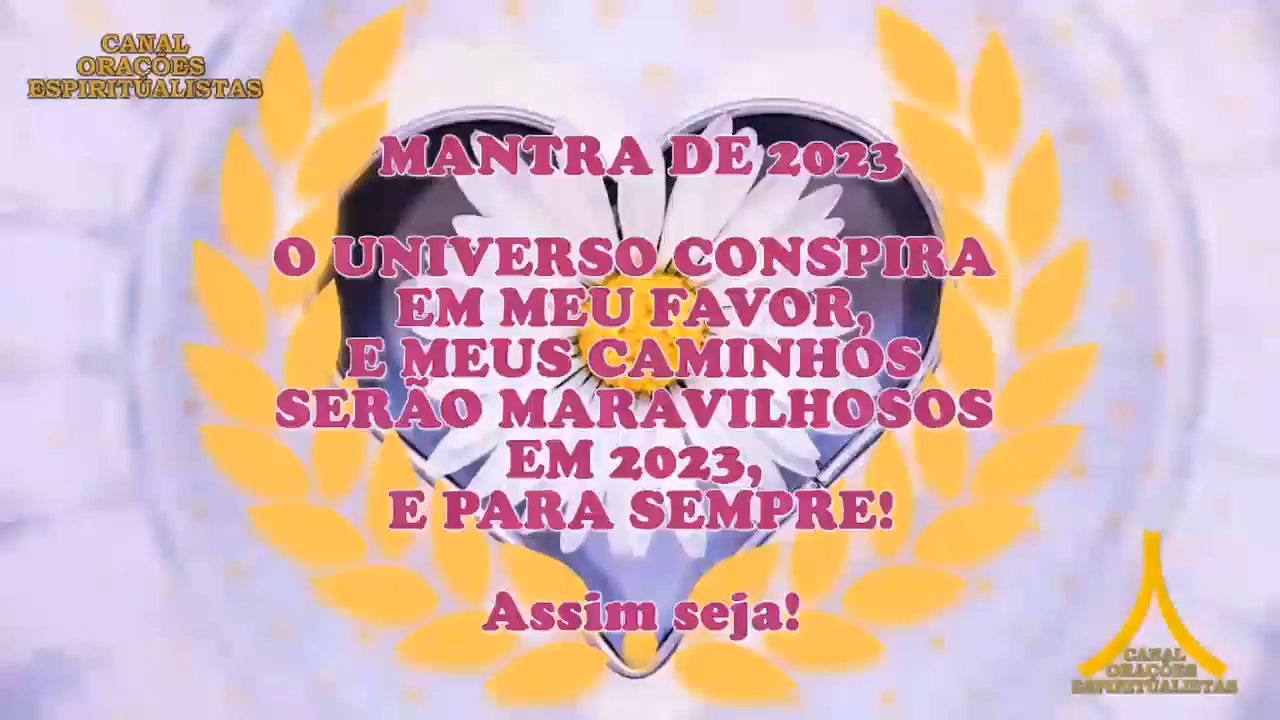 CANAL
ORAÇÕES
ESPIRITUALISTAS
MANTRA DE 2023
O UNIVERSO CONSPIRA
EM MEU FAVOR,
E MEUS CAMINHOS
SERÃO MARAVILHOSOS
EM 2023,
E PARA SEMPRE!
Assim seja!
CANAL
ORAÇÕES
ESPIRITUALISTAS